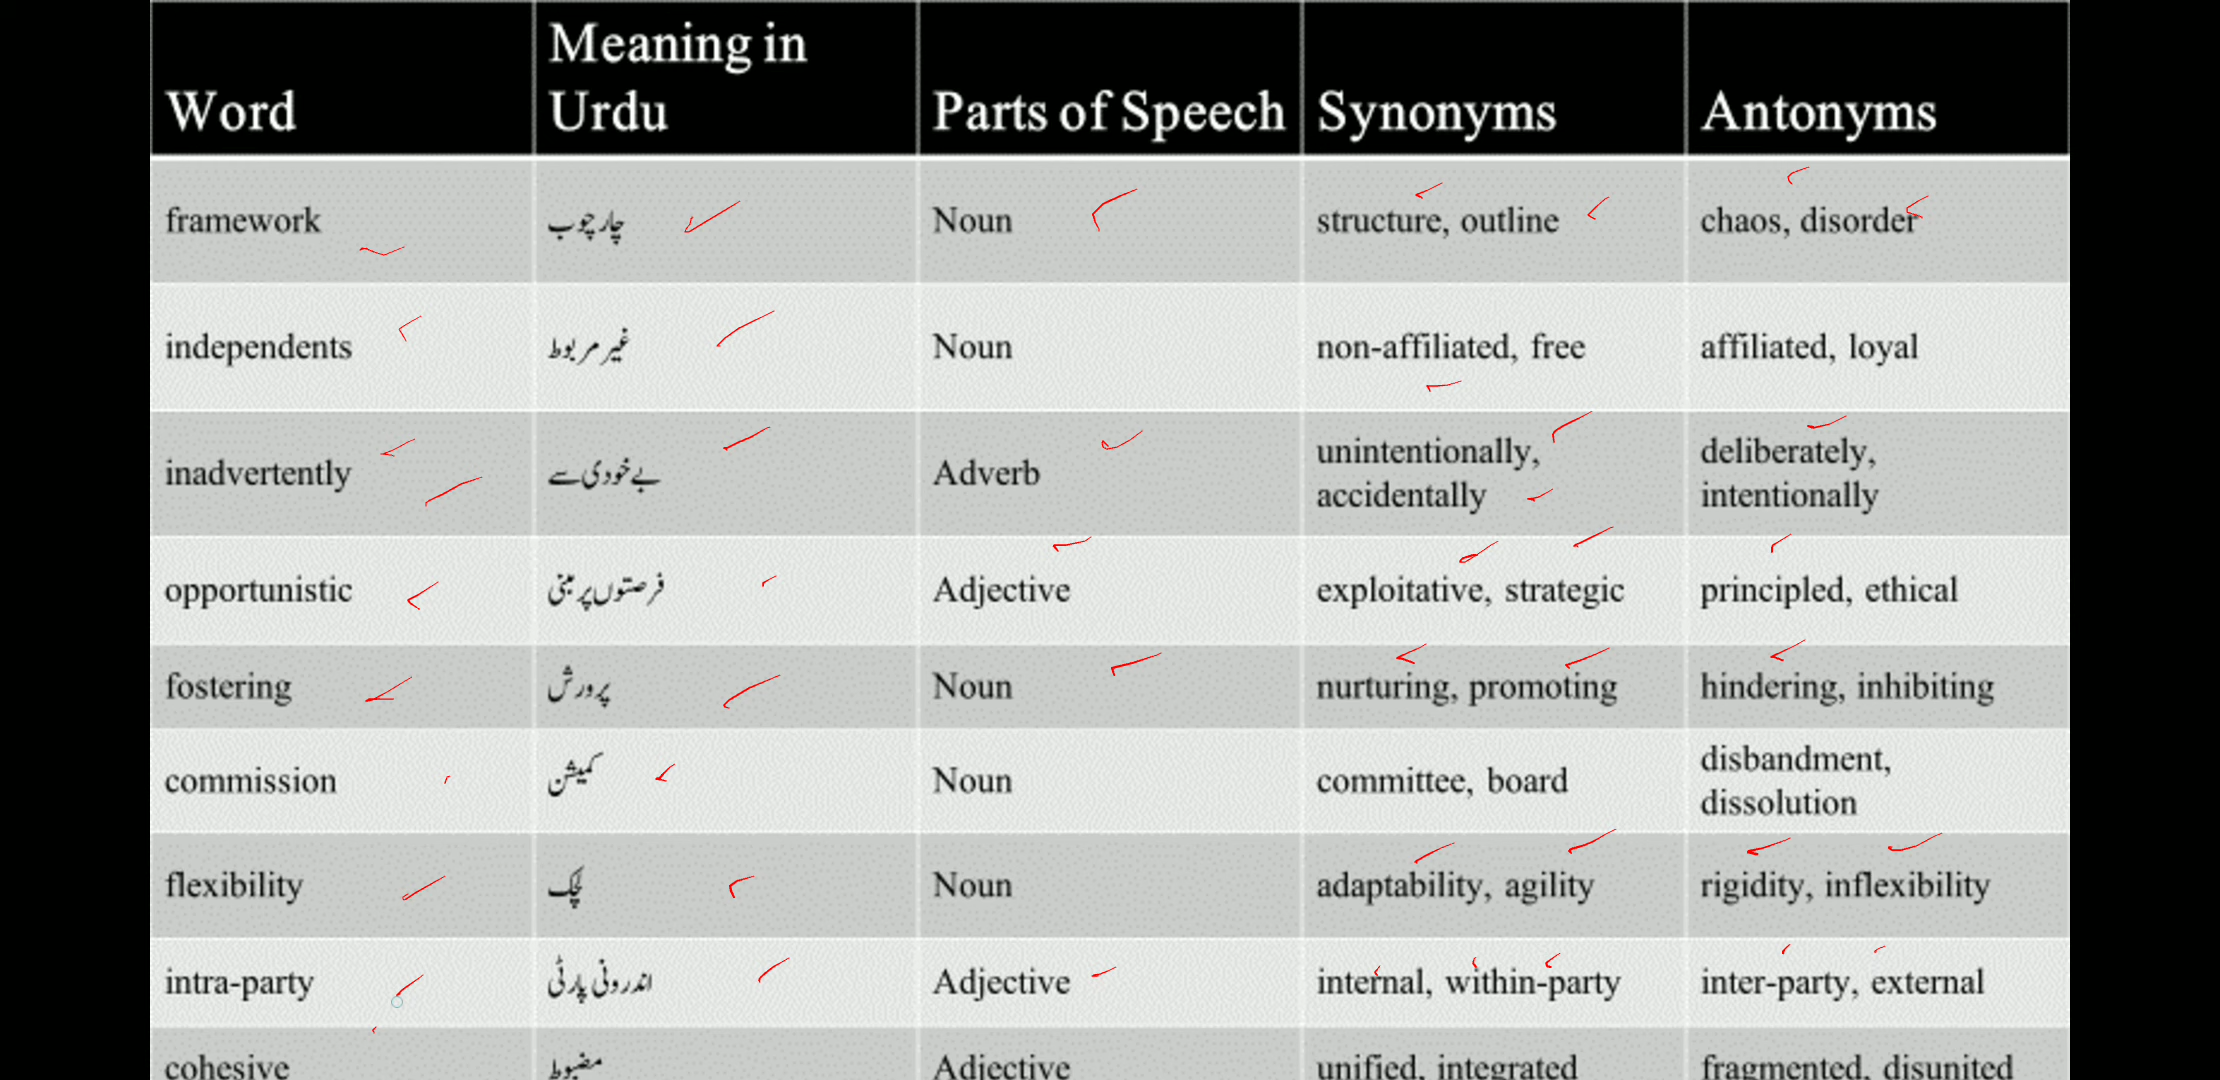 Word | Meaning in Urdu | Parts of Speech | Synonyms | Antonyms
framework | چارچوب | Noun | structure, outline | chaos, disorder
independents | غیر مربوط | Noun | non-affiliated, free | affiliated, loyal
inadvertently | بے خودی سے | Adverb | unintentionally, accidentally | deliberately, intentionally
opportunistic | فرصتوں پر مبنی | Adjective | exploitative, strategic | principled, ethical
fostering | پرورش | Noun | nurturing, promoting | hindering, inhibiting
commission | کمیشن | Noun | committee, board | disbandment, dissolution
flexibility | لچک | Noun | adaptability, agility | rigidity, inflexibility
intra-party | اندرونی پارٹی | Adjective | internal, within-party | inter-party, external
cohesive | مضبوط | Adjective | unified, integrated | fragmented, disunited